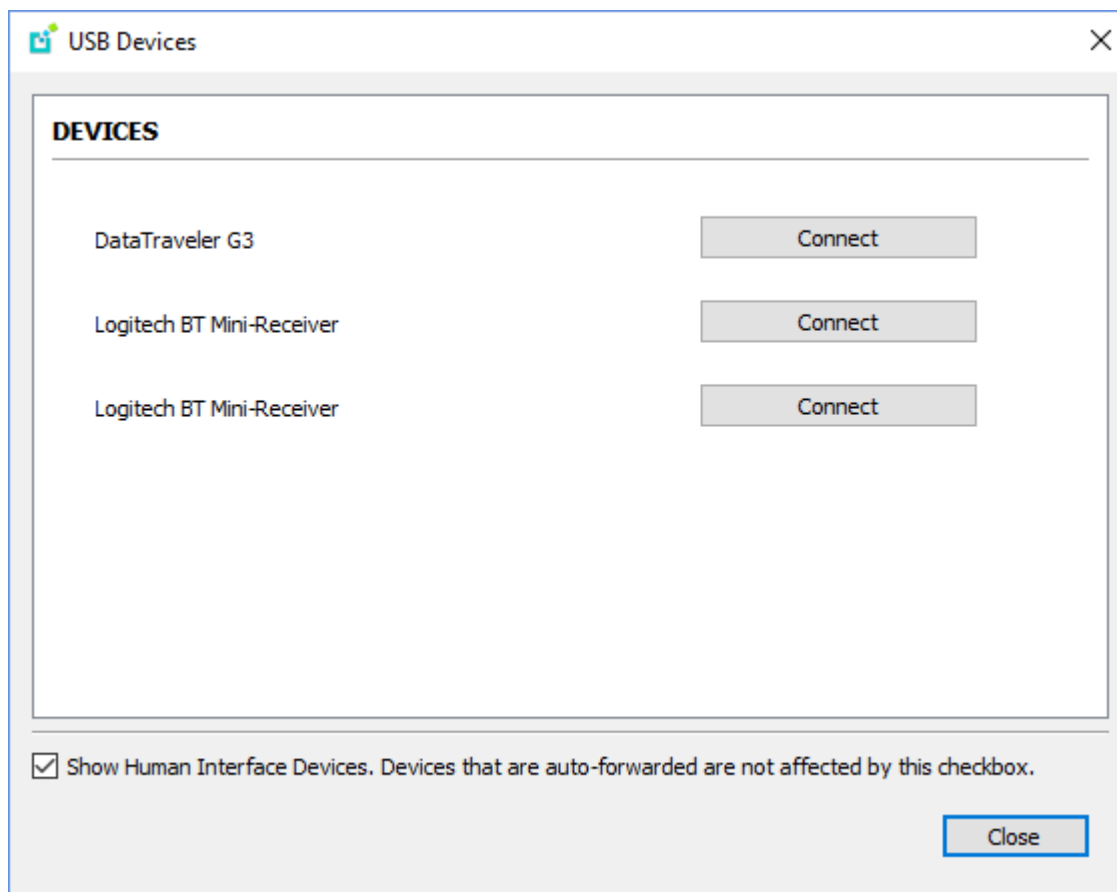 USB Devices
DEVICES
DataTraveler G3 Connect
Logitech BT Mini-Receiver Connect
Logitech BT Mini-Receiver Connect
Show Human Interface Devices. Devices that are auto-forwarded are not affected by this checkbox.
Close